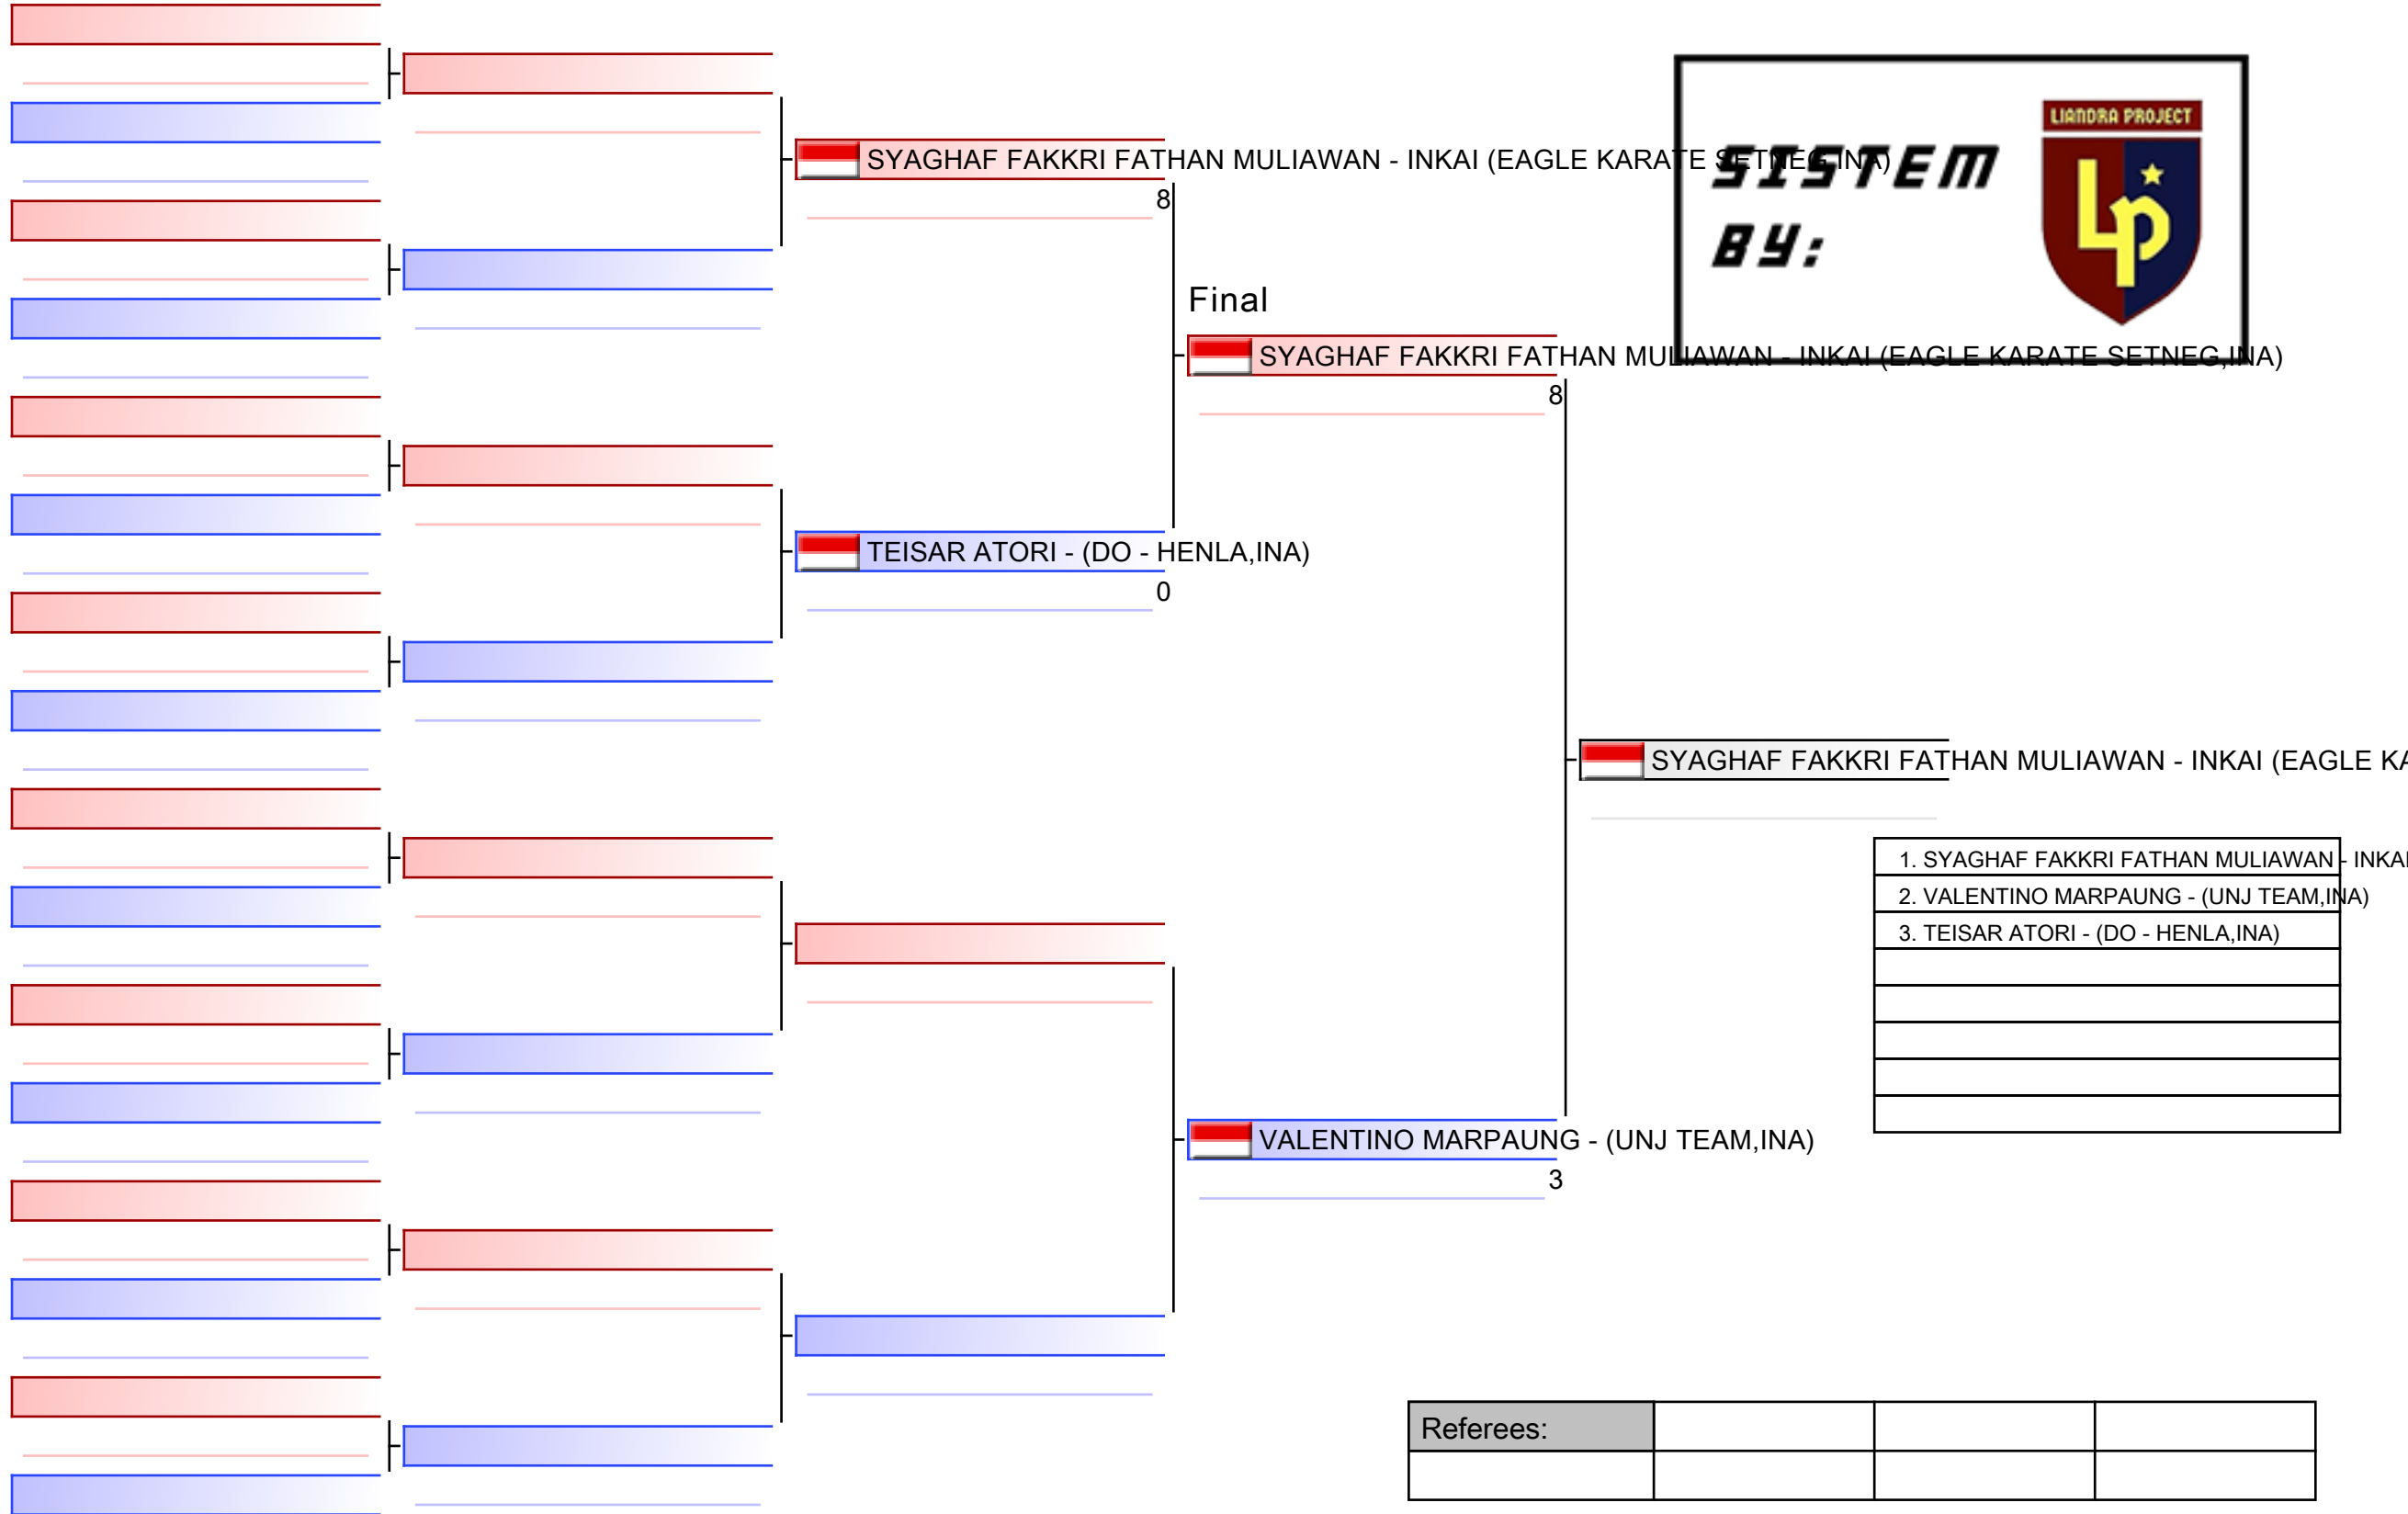 LIANDRA PROJECT
SISTEM
BY:
Lp
SYAGHAF FAKKRI FATHAN MULIAWAN - INKAI (EAGLE KARATE SETNEG,INA)
8
Final
SYAGHAF FAKKRI FATHAN MULIAWAN - INKAI (EAGLE KARATE SETNEG,INA)
8
TEISAR ATORI - (DO - HENLA,INA)
0
SYAGHAF FAKKRI FATHAN MULIAWAN - INKAI (EAGLE KA
1. SYAGHAF FAKKRI FATHAN MULIAWAN - INKAI
2. VALENTINO MARPAUNG - (UNJ TEAM,INA)
3. TEISAR ATORI - (DO - HENLA,INA)
VALENTINO MARPAUNG - (UNJ TEAM,INA)
3
Referees: